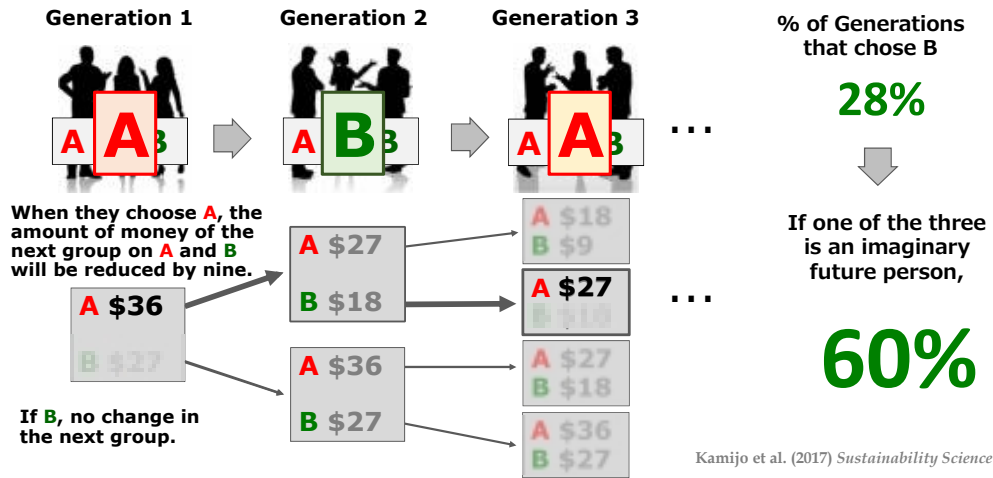 Generation 1
Generation 2
Generation 3
% of Generations
that chose B
A
A
B
A
B
B
A
A
B
...
28%
When they choose A, the
amount of money of the
next group on A and B
will be reduced by nine.
A $36
B $27
If B, no change in
the next group.
A $27
B $18
A $36
B $27
A $18
B $9
A $27
B $18
A $27
B $18
A $36
B $27
...
If one of the three
is an imaginary
future person,
60%
Kamijo et al. (2017) Sustainability Science